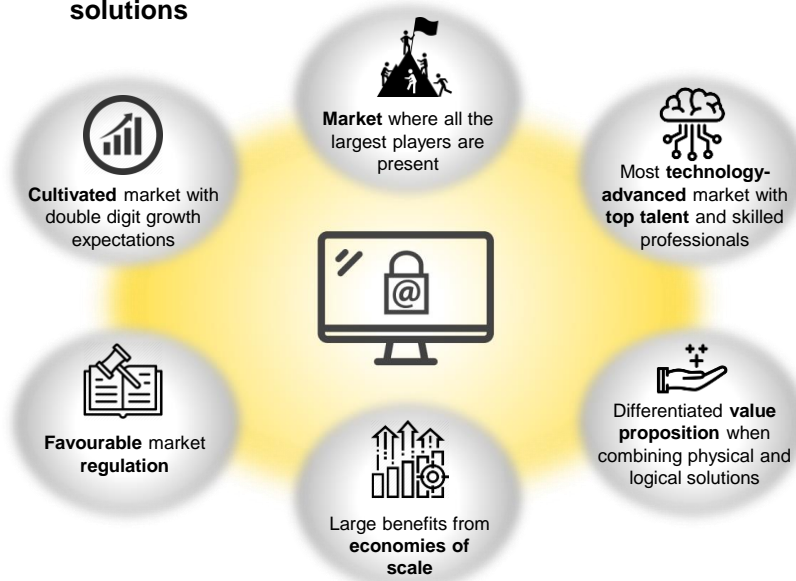 solutions
Market where all the
largest players are
present
Cultivated market with
double digit growth
expectations
Most technology-
advanced market with
top talent and skilled
professionals
@
Favourable market
regulation
Differentiated value
proposition when
combining physical and
logical solutions
Large benefits from
economies of
scale